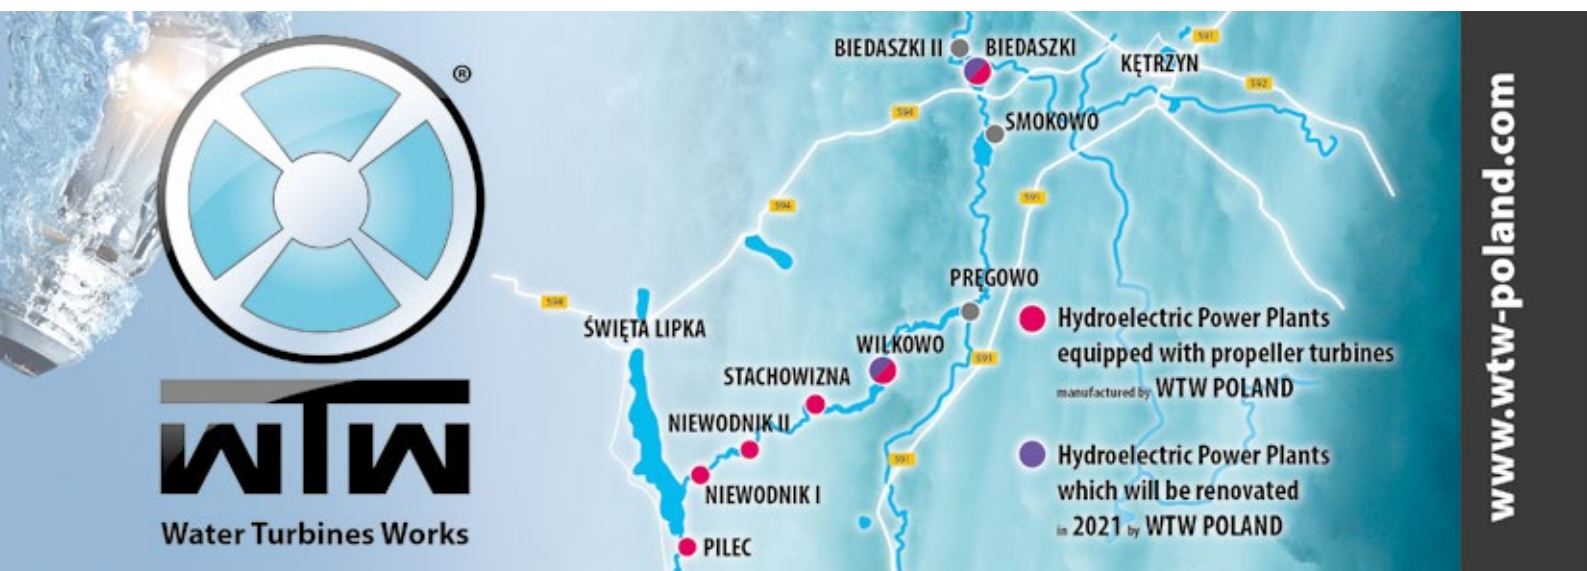 ®
WTW
Water Turbines Works
BIEDASZKI II
BIEDASZKI
KĘTRZYN
591
592
594
SMOKOWO
594
591
PRĘGOWO
594
ŚWIĘTA LIPKA
WILKOWO
591
STACHOWIZNA
NIEWODNIK II
591
NIEWODNIK I
PILEC
Hydroelectric Power Plants
equipped with propeller turbines
manufactured by WTW POLAND
Hydroelectric Power Plants
which will be renovated
in 2021 by WTW POLAND
www.wtw-poland.com